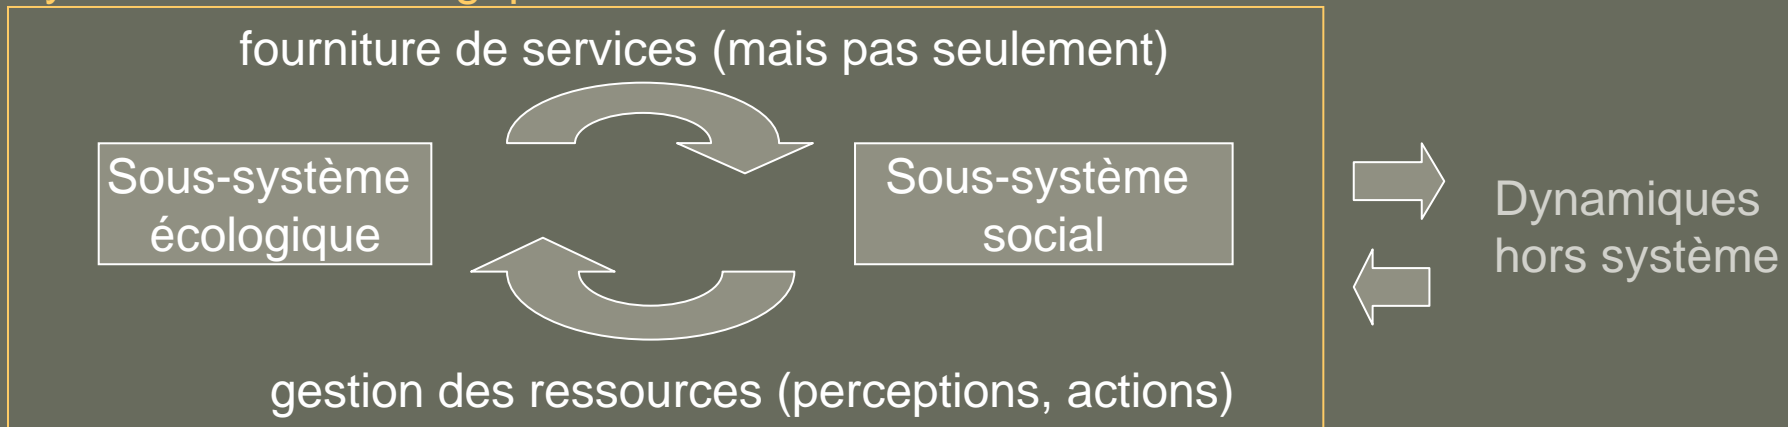 fourniture de services (mais pas seulement)
Sous-système
écologique
Sous-système
social
Dynamiques
hors système
gestion des ressources (perceptions, actions)